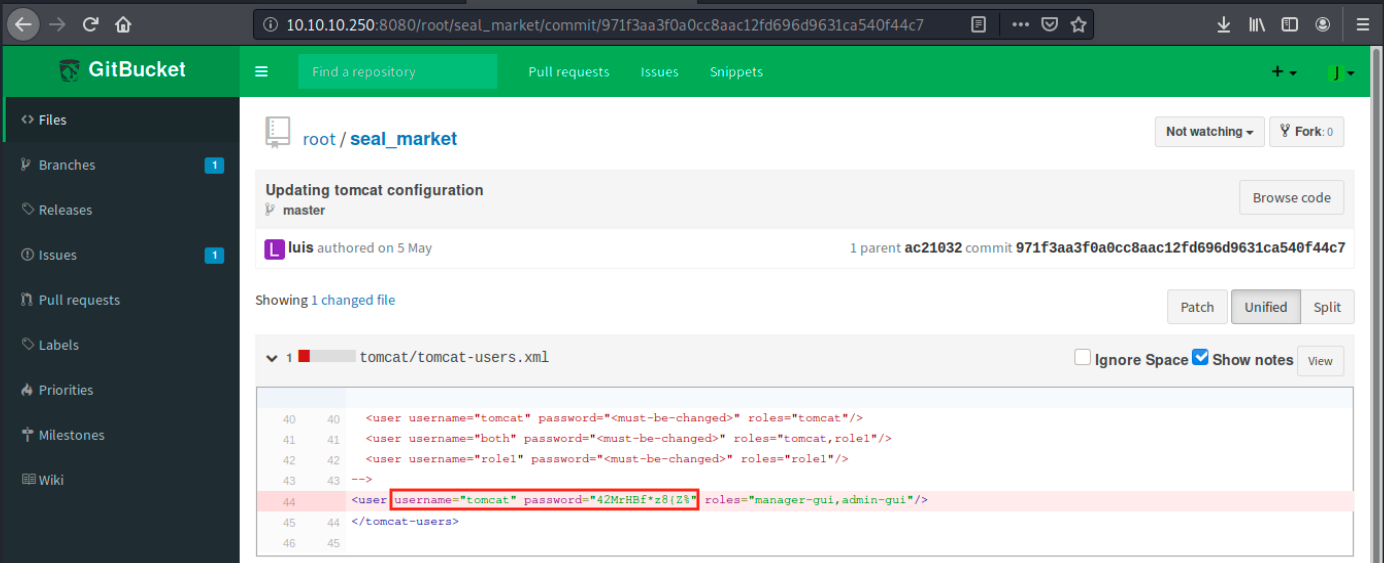 10.10.10.250:8080/root/seal_market/commit/971f3aa3f0a0cc8aac12fd696d9631ca540f44c7
GitBucket
Find a repository
Pull requests
Issues
Snippets
J
Files
Branches 1
Releases
Issues 1
Pull requests
Labels
Priorities
Milestones
Wiki
root / seal_market
Not watching
Fork: 0
Updating tomcat configuration
master
Browse code
L luis authored on 5 May
1 parent ac21032 commit 971f3aa3f0a0cc8aac12fd696d9631ca540f44c7
Showing 1 changed file
Patch Unified Split
1 tomcat/tomcat-users.xml
Ignore Space Show notes View
40 40 <user username="tomcat" password="<must-be-changed>" roles="tomcat"/>
41 41 <user username="both" password="<must-be-changed>" roles="tomcat,role1"/>
42 42 <user username="role1" password="<must-be-changed>" roles="role1"/>
43 43 -->
44 <user username="tomcat" password="42MrHBf*z8{Z%" roles="manager-gui,admin-gui"/>
45 44 </tomcat-users>
46 45